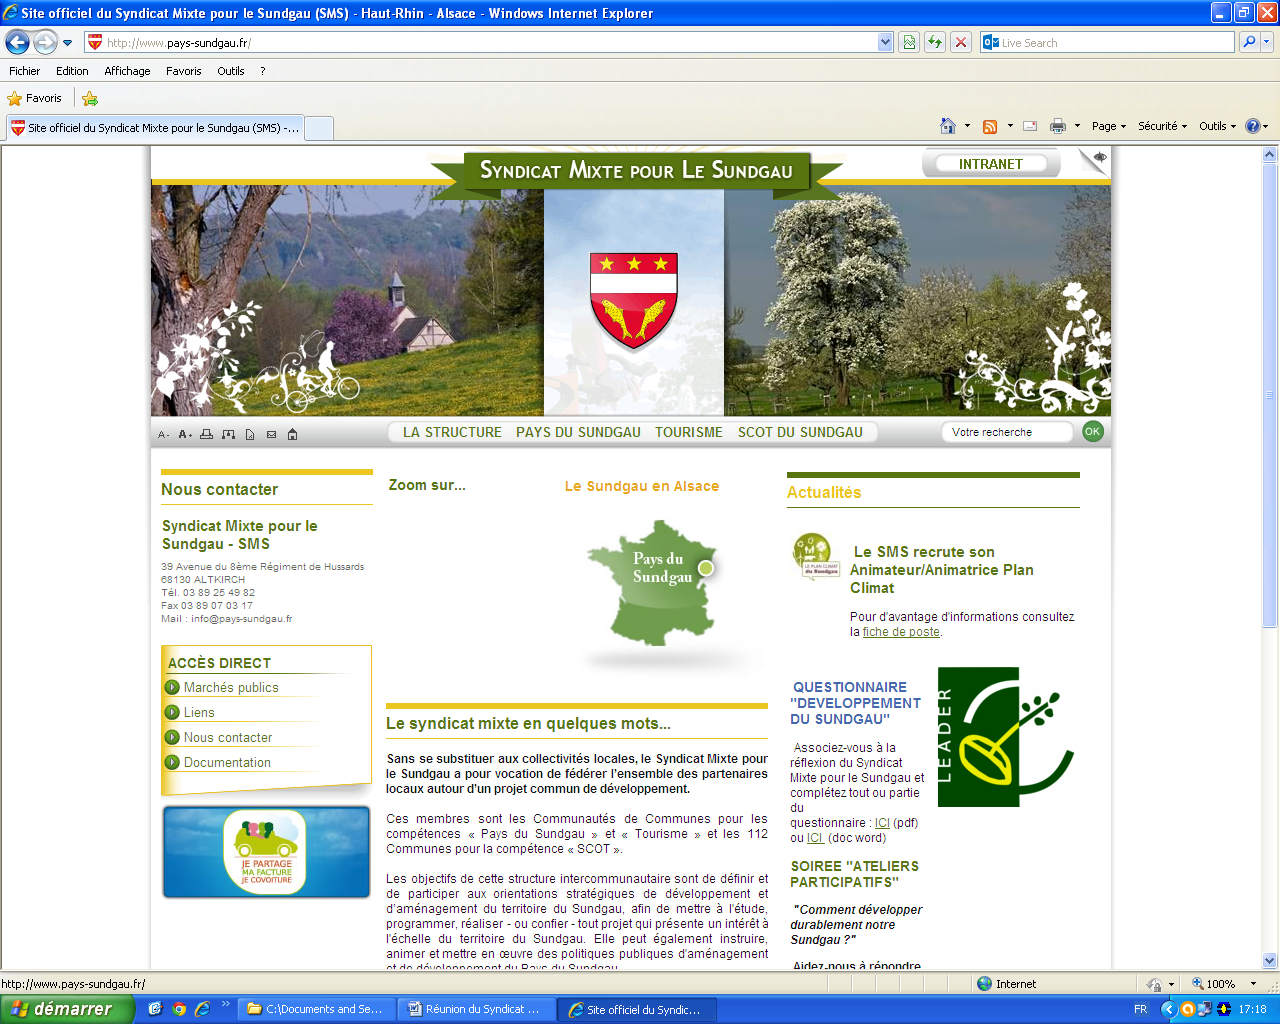 Site officiel du Syndicat Mixte pour le Sundgau (SMS) - Haut-Rhin - Alsace - Windows Internet Explorer
http://www.pays-sundgau.fr/
Live Search
Fichier Edition Affichage Favoris Outils ?
Favoris
Site officiel du Syndicat Mixte pour le Sundgau (SMS) -...
Page Sécurité Outils
SYNDICAT MIXTE POUR LE SUNDGAU
INTRANET
A- A+
LA STRUCTURE PAYS DU SUNDGAU TOURISME SCOT DU SUNDGAU
Votre recherche OK
Nous contacter
Syndicat Mixte pour le
Sundgau - SMS
39 Avenue du 8ème Régiment de Hussards
68130 ALTKIRCH
Tél. 03 89 25 49 82
Fax 03 89 07 03 17
Mail : info@pays-sundgau.fr
ACCÈS DIRECT
Marchés publics
Liens
Nous contacter
Documentation
JE PARTAGE
MA FACTURE
JE COVOITURE
Zoom sur...
Le Sundgau en Alsace
Pays du
Sundgau
Le syndicat mixte en quelques mots...
Sans se substituer aux collectivités locales, le Syndicat Mixte pour
le Sundgau a pour vocation de fédérer l'ensemble des partenaires
locaux autour d'un projet commun de développement.
Ces membres sont les Communautés de Communes pour les
compétences « Pays du Sundgau » et « Tourisme » et les 112
Communes pour la compétence « SCOT ».
Les objectifs de cette structure intercommunautaire sont de définir et
de participer aux orientations stratégiques de développement et
d'aménagement du territoire du Sundgau, afin de mettre à l'étude,
programmer, réaliser - ou confier - tout projet qui présente un intérêt à
l'échelle du territoire du Sundgau. Elle peut également instruire,
animer et mettre en œuvre des politiques publiques d'aménagement
et de développement du Pays du Sundgau.
Actualités
LE PLAN CLIMAT
du Sundgau
Le SMS recrute son
Animateur/Animatrice Plan
Climat
Pour d'avantage d'informations consultez
la fiche de poste.
QUESTIONNAIRE
"DEVELOPPEMENT
DU SUNDGAU"
Associez-vous à la
réflexion du Syndicat
Mixte pour le Sundgau et
complétez tout ou partie
du
questionnaire : ICI (pdf)
ou ICI (doc word)
LEADER
SOIREE "ATELIERS
PARTICIPATIFS"
"Comment développer
durablement notre
Sundgau ?"
Aidez-nous à répondre
http://www.pays-sundgau.fr/
Internet
100%
démarrer
C:\Documents and Se...
Réunion du Syndicat ...
Site officiel du Syndic...
FR
17:18